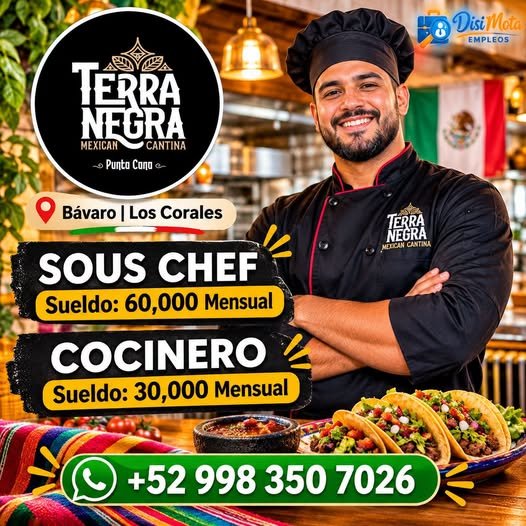 Disi Mota
EMPLEOS
TERRA
NEGRA
MEXICAN CANTINA
Punta Cana
Bávaro | Los Corales
TERRA
NEGRA
MEXICAN CANTINA
SOUS CHEF
Sueldo: 60,000 Mensual
COCINERO
Sueldo: 30,000 Mensual
+52 998 350 7026